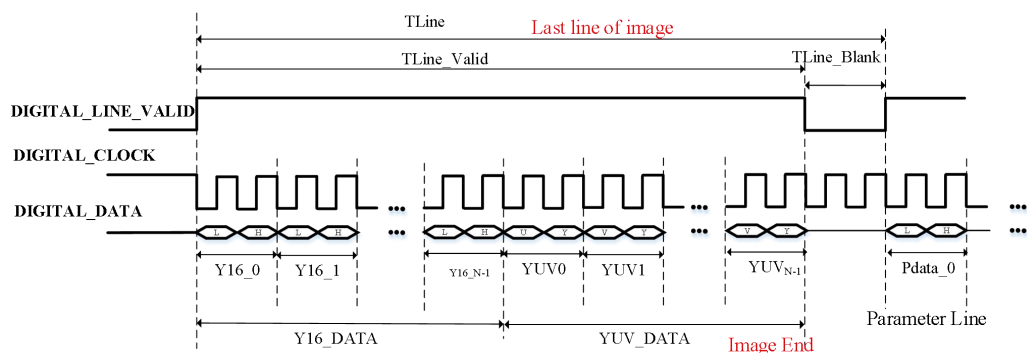 TLine
Last line of image
TLine_Valid
TLine_Blank
DIGITAL_LINE_VALID
DIGITAL_CLOCK
DIGITAL_DATA
L H L H ... L H U Y V Y ... V Y L H ...
Y16_0 Y16_1 Y16_N-1 YUV0 YUV1 YUVN-1 Pdata_0
Parameter Line
Y16_DATA YUV_DATA
Image End